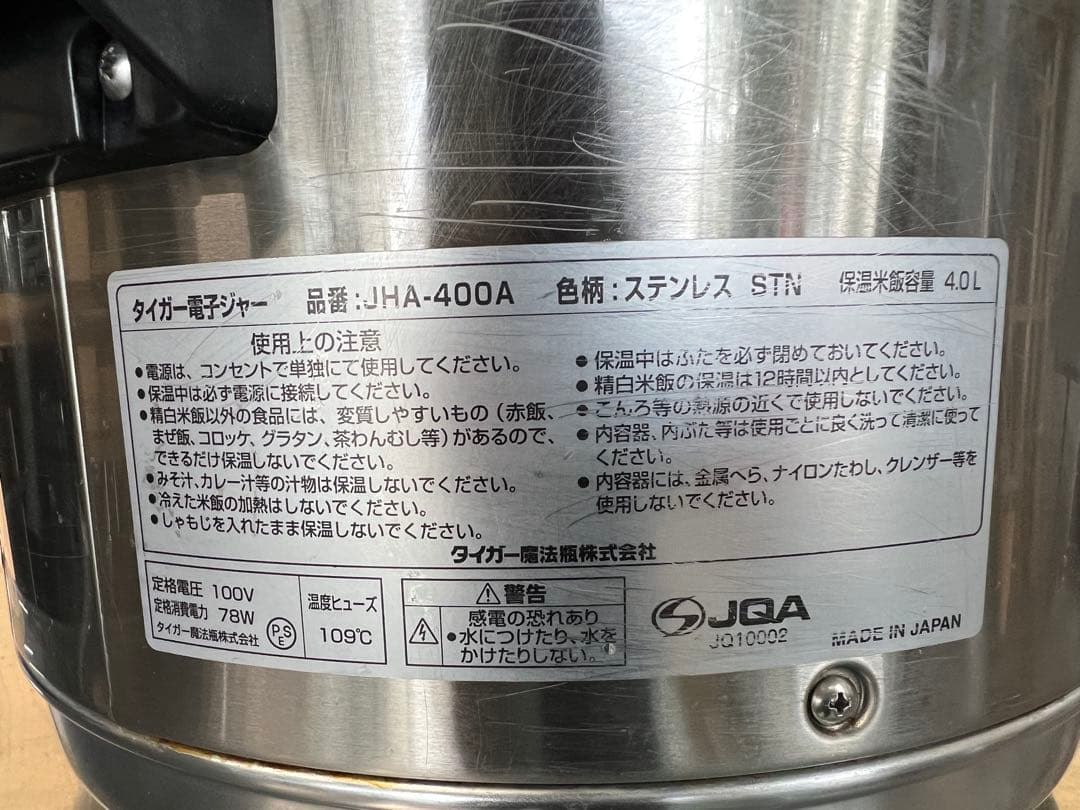 タイガー電子ジャー 品番:JHA-400A 色柄:ステンレス STN 保温米飯容量 4.0L
使用上の注意
●電源は、コンセントで単独にて使用してください。
●保温中は必ず電源に接続してください。
●精白米飯以外の食品には、変質しやすいもの(赤飯、
まぜ飯、コロッケ、グラタン、茶わんむし等)があるので、
できるだけ保温しないでください。
●みそ汁、カレー汁等の汁物は保温しないでください。
●冷えた米飯の加熱はしないでください。
●しゃもじを入れたまま保温しないでください。
●保温中はふたを必ず閉めておいてください。
●精白米飯の保温は12時間以内としてください。
●こんろ等の熱源の近くで使用しないでください。
●内容器、内ぶた等は使用ごとに良く洗って清潔に使って
ください。
●内容器には、金属へら、ナイロンたわし、クレンザー等を
使用しないでください。
タイガー魔法瓶株式会社
定格電圧 100V
定格消費電力 78W
タイガー魔法瓶株式会社
PSE
温度ヒューズ
109℃
⚠警告
感電の恐れあり
●水につけたり、水を
かけたりしない。
JQA
JQ10002
MADE IN JAPAN